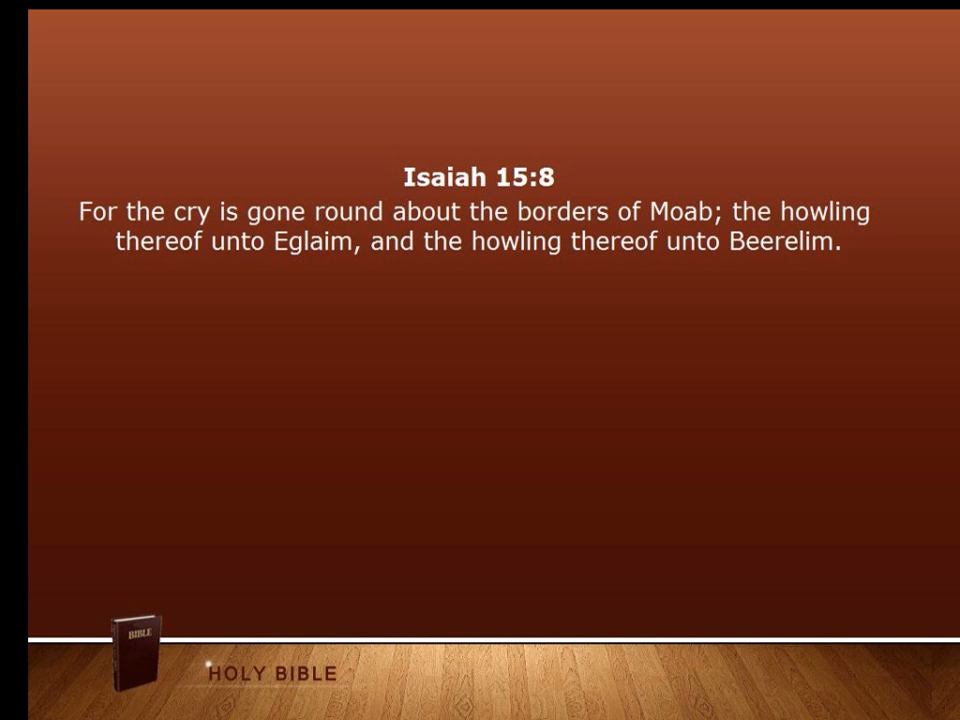 Isaiah 15:8
For the cry is gone round about the borders of Moab; the howling
thereof unto Eglaim, and the howling thereof unto Beerelim.
BIBLE
HOLY BIBLE